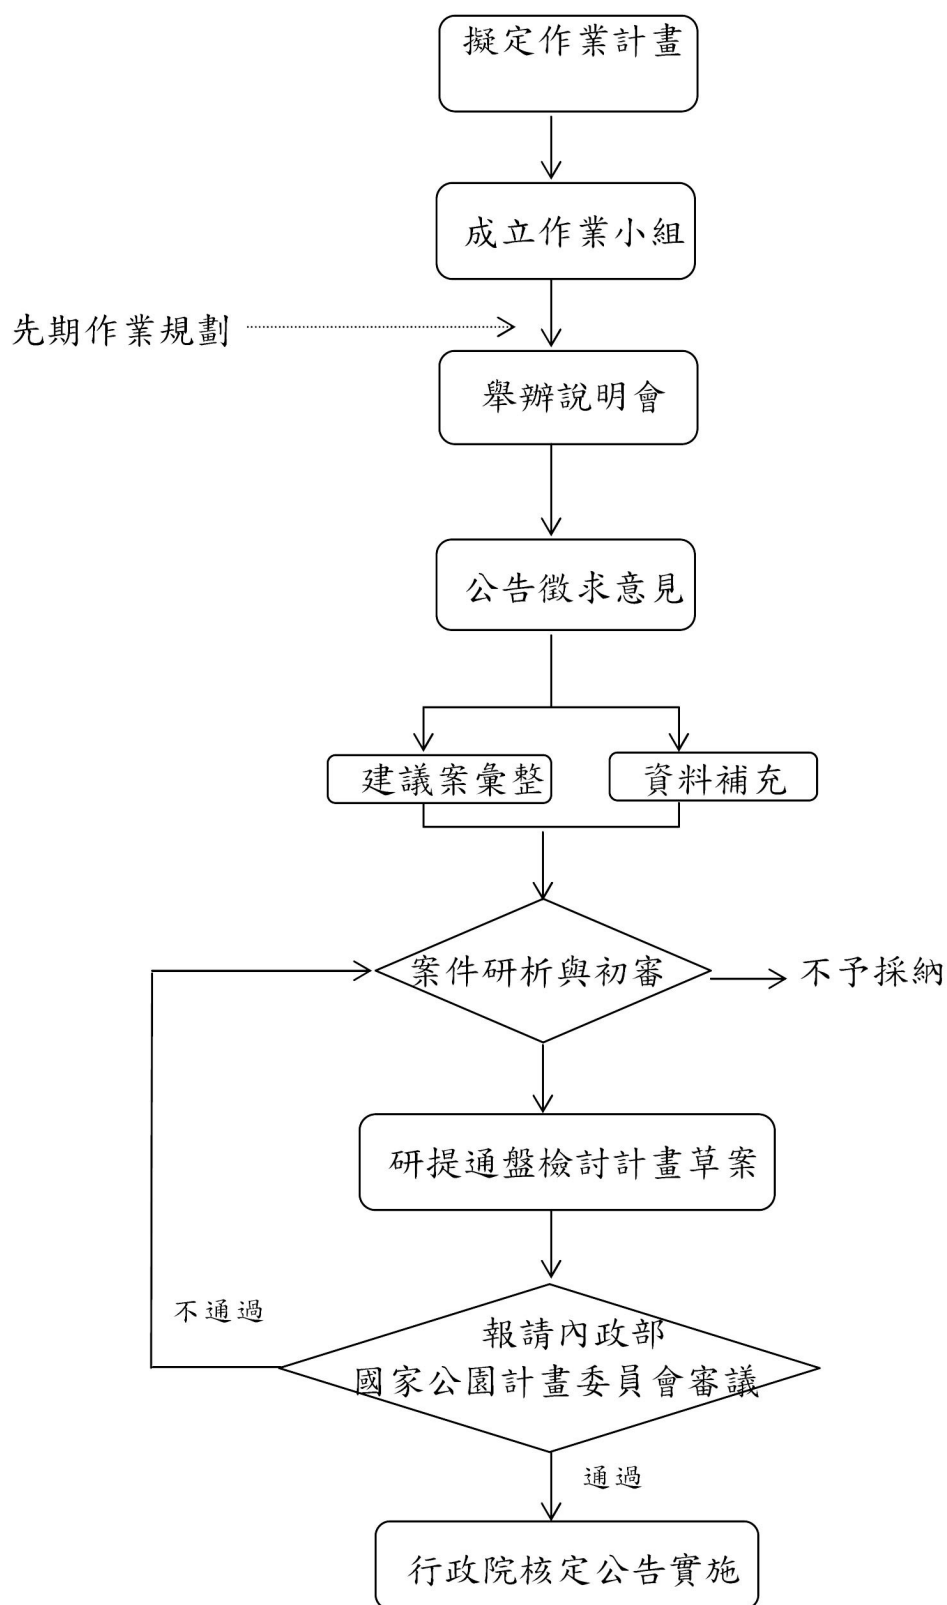 擬定作業計畫
成立作業小組
先期作業規劃
舉辦說明會
公告徵求意見
建議案彙整
資料補充
案件研析與初審
不予採納
研提通盤檢討計畫草案
不通過
報請內政部
國家公園計畫委員會審議
通過
行政院核定公告實施